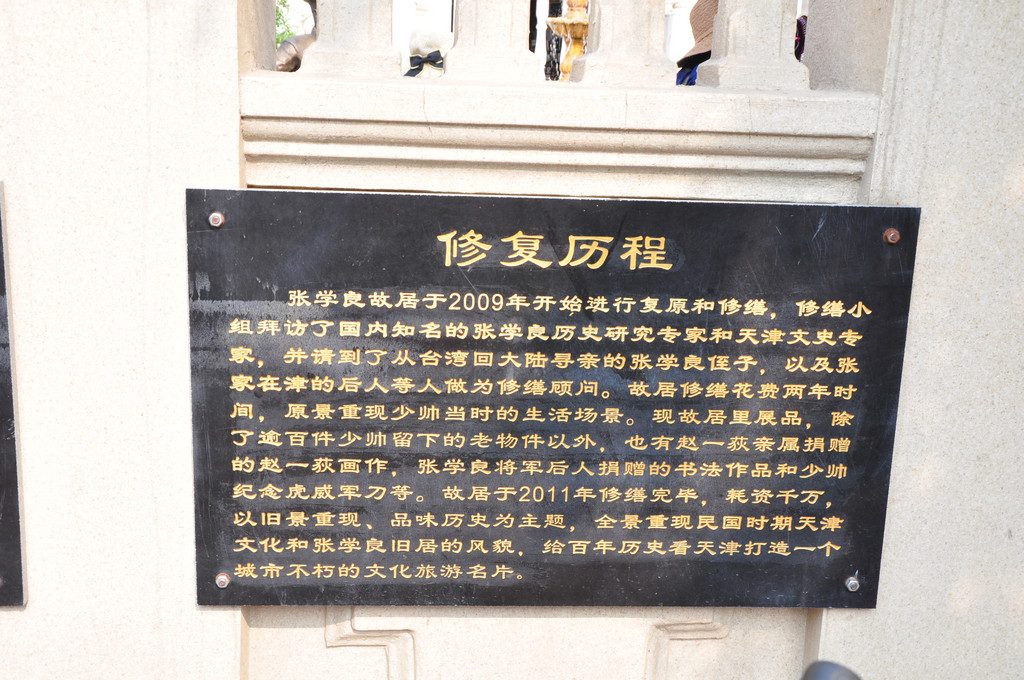 修复历程
张学良故居于2009年开始进行复原和修缮，修缮小
组拜访了国内知名的张学良历史研究专家和天津文史专
家，并请到了从台湾回大陆寻亲的张学良侄子，以及张
家在津的后人等人做为修缮顾问。故居修缮花费两年时
间，原景重现少帅当时的生活场景。现故居里展品，除
了逾百件少帅留下的老物件以外，也有赵一荻亲属捐赠
的赵一荻画作，张学良将军后人捐赠的书法作品和少帅
纪念虎威军刀等。故居于2011年修缮完毕，耗资千万，
以旧景重现、品味历史为主题，全景重现民国时期天津
文化和张学良旧居的风貌，给百年历史看天津打造一个
城市不朽的文化旅游名片。